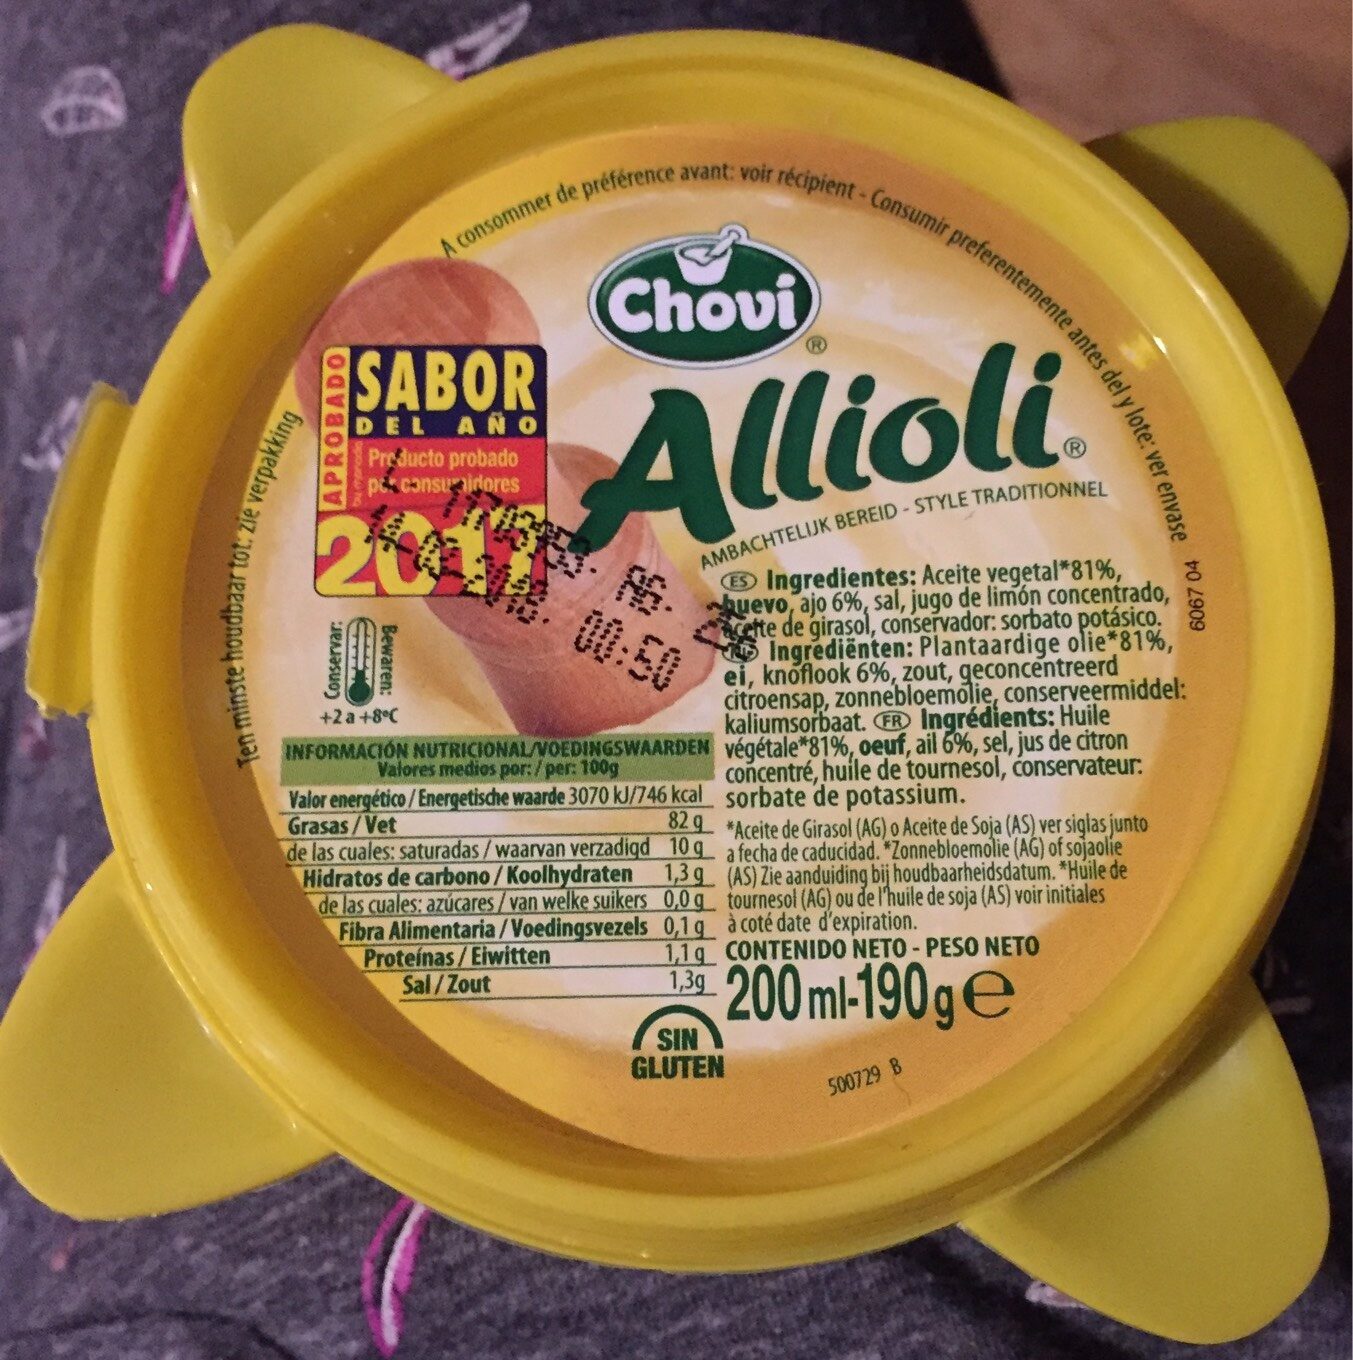 A consommer de préférence avant: voir récipient - Consumir preferentemente antes del y lote: ver envase
Ten minste houdbaar tot: zie verpakking
Chovi
®
Allioli®
AMBACHTELIJK BEREID - STYLE TRADITIONNEL
APROBADO
SABOR
DEL AÑO
Producto probado
por consumidores
2017
Conservar:
Bewaren:
+2 a +8ºC
INFORMACIÓN NUTRICIONAL/VOEDINGSWAARDEN
Valores medios por: / per: 100g
Valor energético / Energetische waarde 3070 kJ/746 kcal
Grasas / Vet 82 g
de las cuales: saturadas / waarvan verzadigd 10 g
Hidratos de carbono / Koolhydraten 1,3 g
de las cuales: azúcares / van welke suikers 0,0 g
Fibra Alimentaria / Voedingsvezels 0,1 g
Proteínas / Eiwitten 1,1 g
Sal / Zout 1,3g
SIN
GLUTEN
ES Ingredientes: Aceite vegetal*81%,
huevo, ajo 6%, sal, jugo de limón concentrado,
aceite de girasol, conservador: sorbato potásico.
Ingrediënten: Plantaardige olie*81%,
ei, knoflook 6%, zout, geconcentreerd
citroensap, zonnebloemolie, conserveermiddel:
kaliumsorbaat. FR Ingrédients: Huile
végétale*81%, oeuf, ail 6%, sel, jus de citron
concentré, huile de tournesol, conservateur:
sorbate de potassium.
*Aceite de Girasol (AG) o Aceite de Soja (AS) ver siglas junto
a fecha de caducidad. *Zonnebloemolie (AG) of sojaolie
(AS) Zie aanduiding bij houdbaarheidsdatum. *Huile de
tournesol (AG) ou de l'huile de soja (AS) voir initiales
à coté date d'expiration.
CONTENIDO NETO - PESO NETO
200 ml-190 g e
6067 04
500729 B